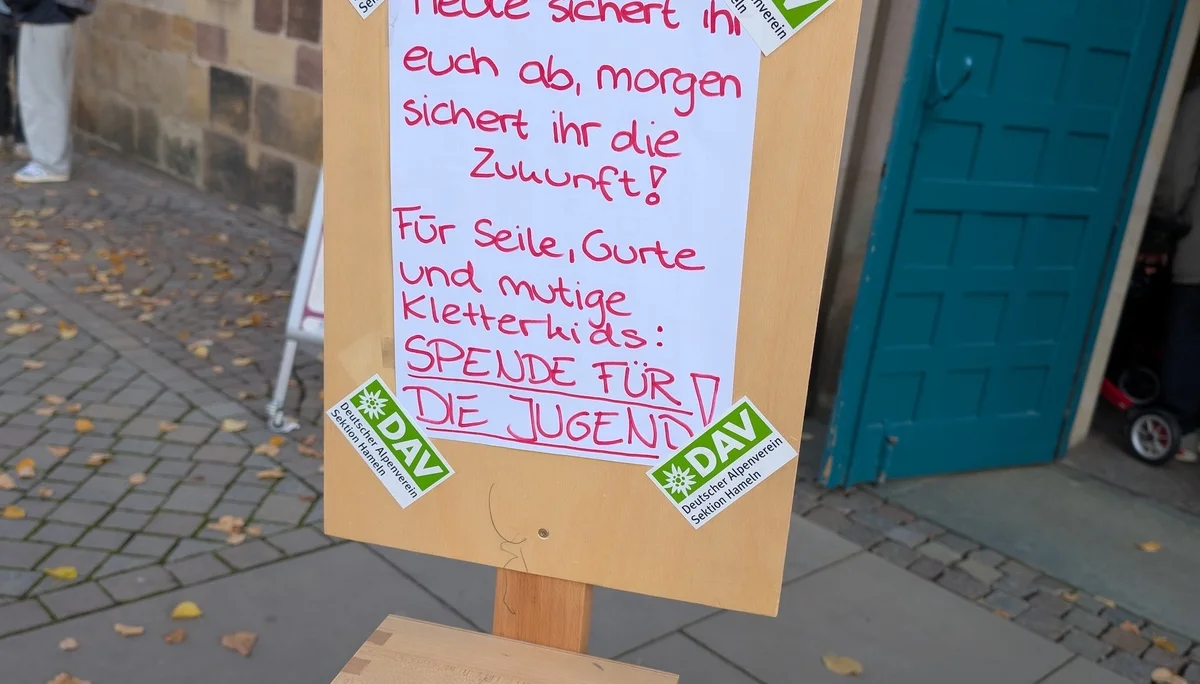 Heute sichert ihr
euch ab, morgen
sichert ihr die
Zukunft!
Für Seile, Gurte
und mutige
Kletterkids:
SPENDE FÜR
DIE JUGEND!
DAV
Deutscher Alpenverein
Sektion Hameln
DAV
Deutscher Alpenverein
Sektion Hameln